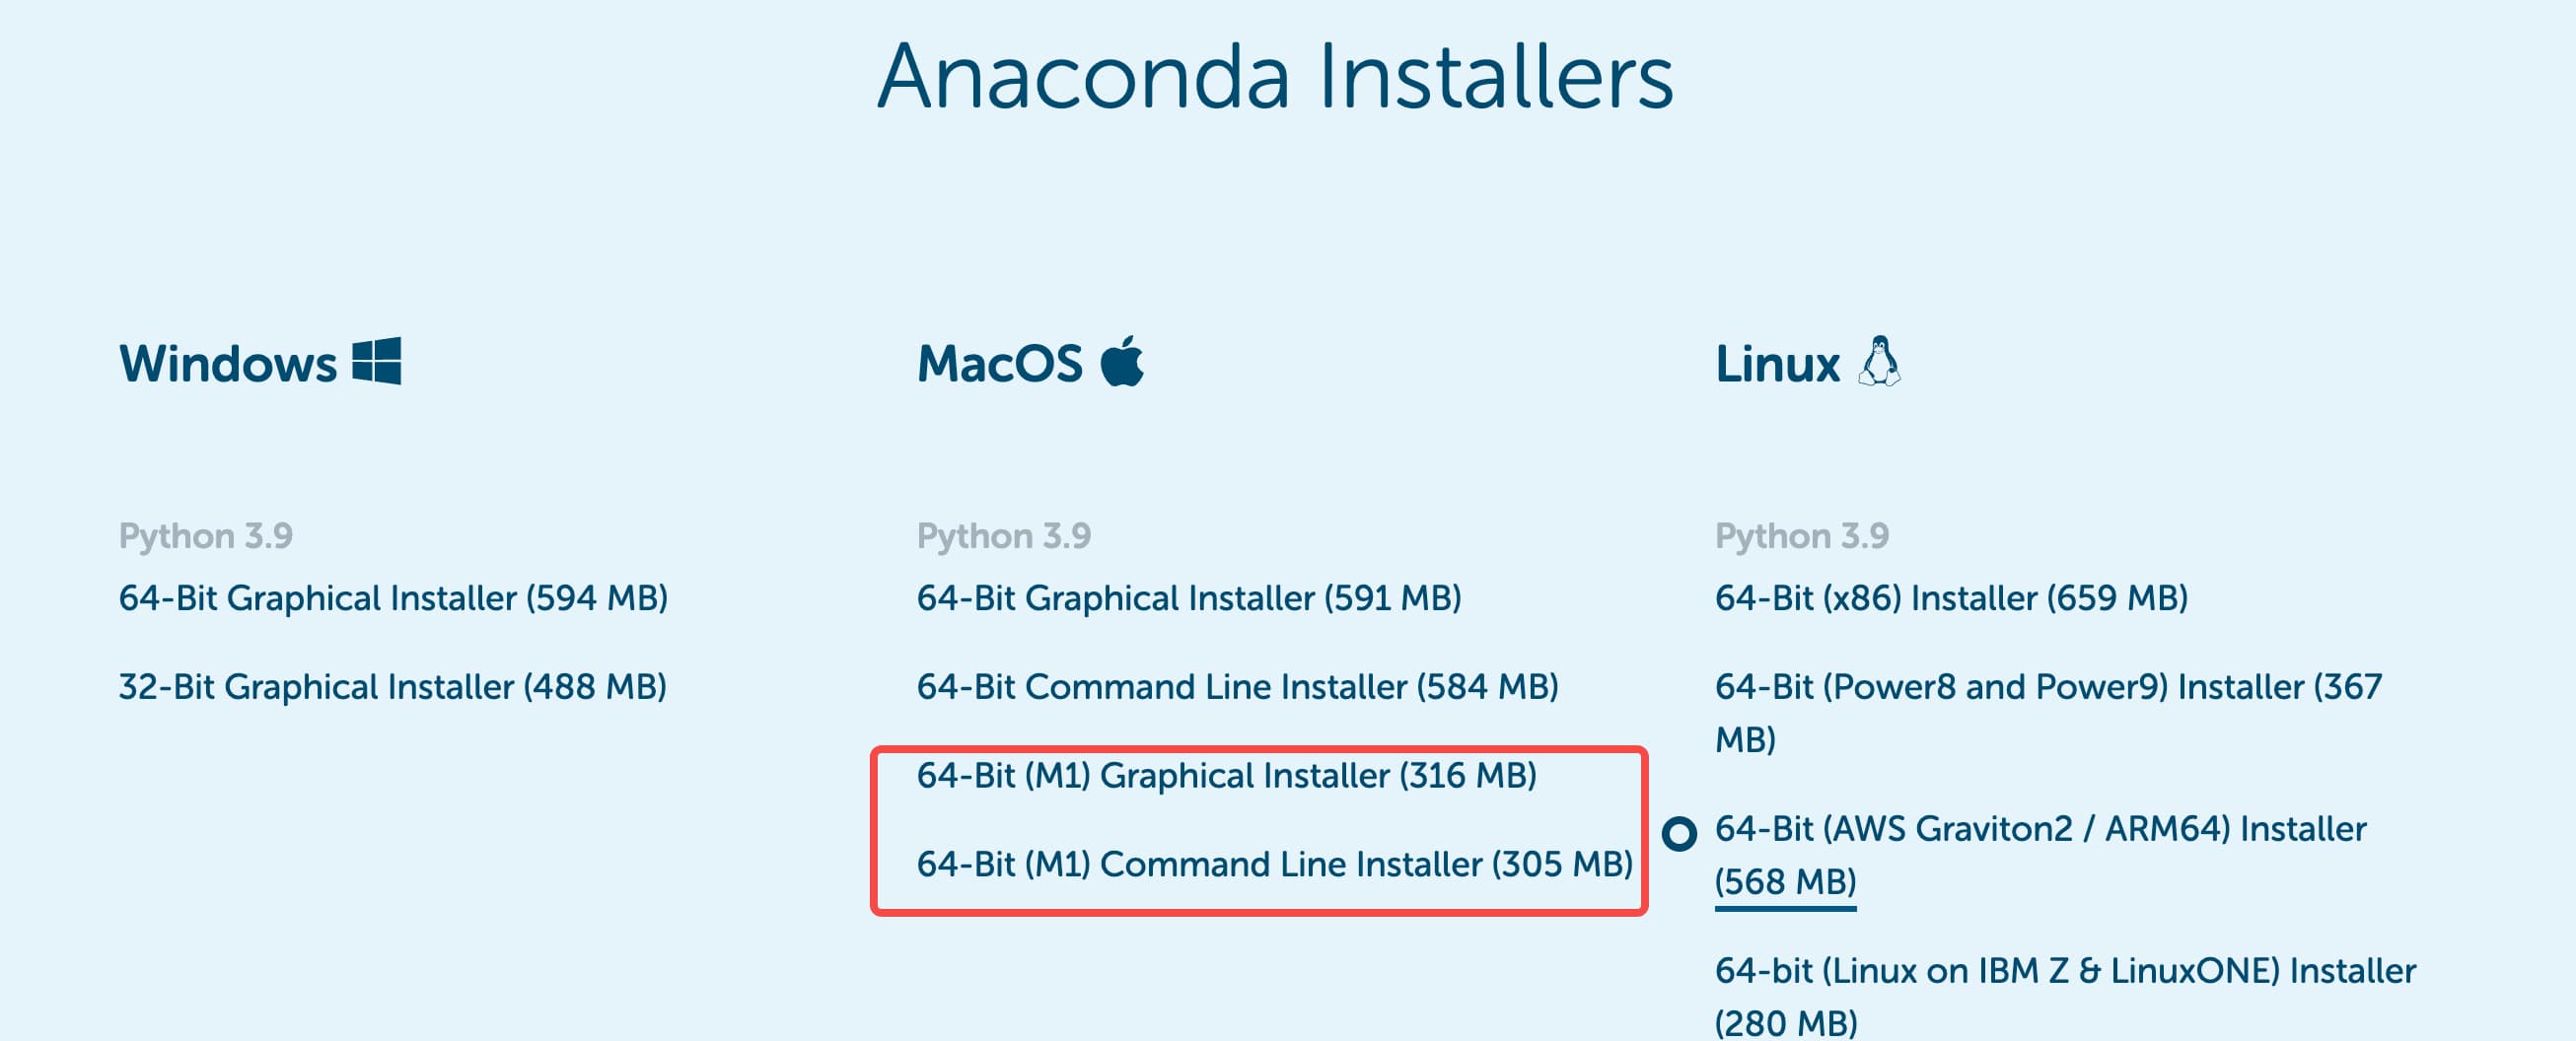 Anaconda Installers
Windows
Python 3.9
64-Bit Graphical Installer (594 MB)
32-Bit Graphical Installer (488 MB)
MacOS
Python 3.9
64-Bit Graphical Installer (591 MB)
64-Bit Command Line Installer (584 MB)
64-Bit (M1) Graphical Installer (316 MB)
64-Bit (M1) Command Line Installer (305 MB)
Linux
Python 3.9
64-Bit (x86) Installer (659 MB)
64-Bit (Power8 and Power9) Installer (367
MB)
64-Bit (AWS Graviton2 / ARM64) Installer
(568 MB)
64-bit (Linux on IBM Z & LinuxONE) Installer
(280 MB)